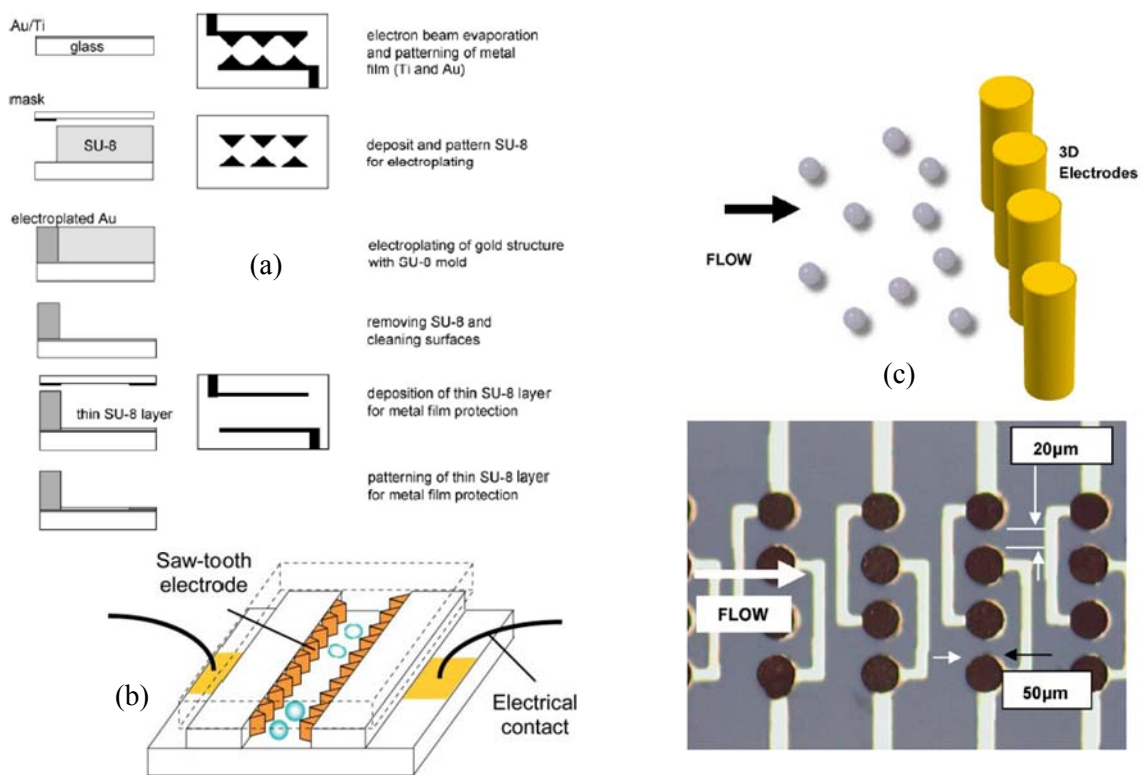 Au/Ti
glass
electron beam evaporation
and patterning of metal
film (Ti and Au)
mask
SU-8
deposit and pattern SU-8
for electroplating
electroplated Au
(a)
electroplating of gold structure
with SU-8 mold
removing SU-8 and
cleaning surfaces
thin SU-8 layer
deposition of thin SU-8 layer
for metal film protection
patterning of thin SU-8 layer
for metal film protection
Saw-tooth
electrode
(b)
Electrical
contact
3D
Electrodes
FLOW
(c)
20µm
FLOW
50µm